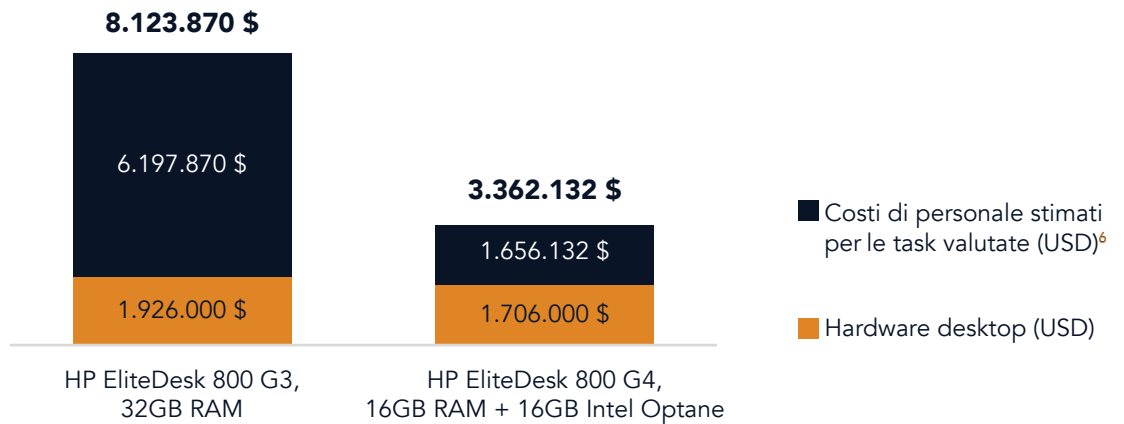 8.123.870 $
6.197.870 $
1.926.000 $
HP EliteDesk 800 G3,
32GB RAM
3.362.132 $
1.656.132 $
1.706.000 $
HP EliteDesk 800 G4,
16GB RAM + 16GB Intel Optane
Costi di personale stimati
per le task valutate (USD)6
Hardware desktop (USD)